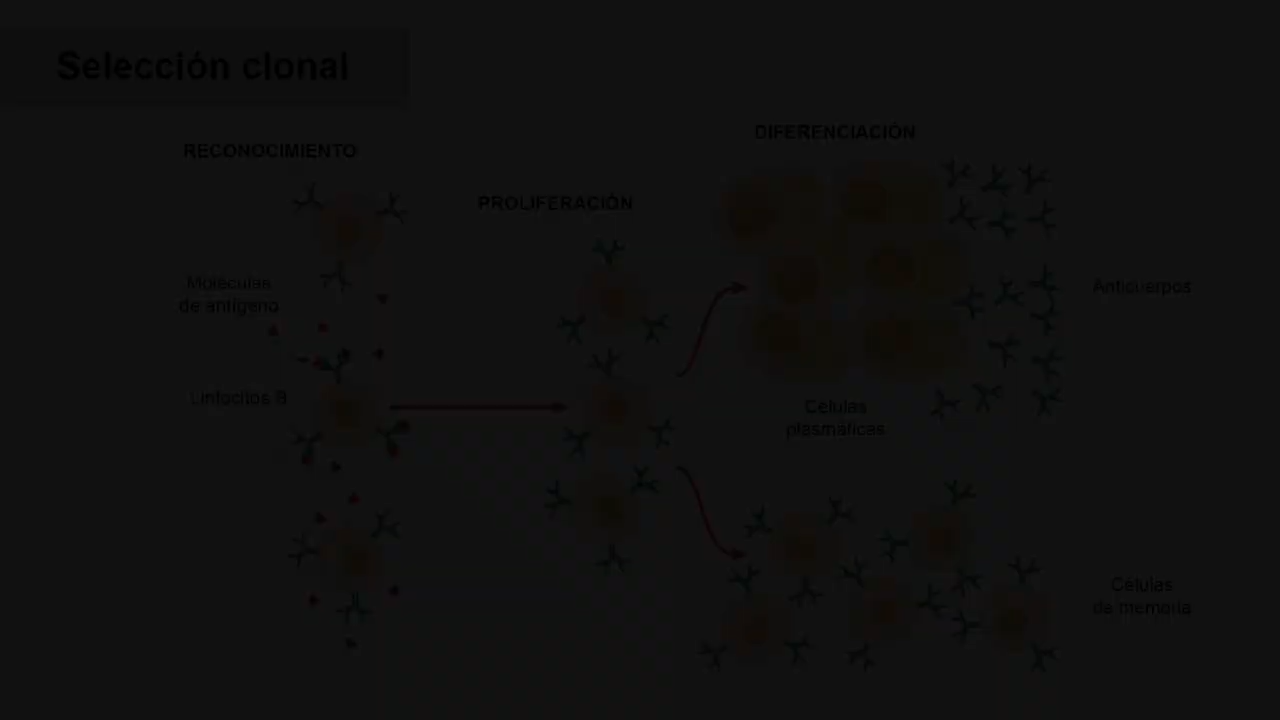 Selección clonal
RECONOCIMIENTO
PROLIFERACIÓN
DIFERENCIACIÓN
Moléculas
de antígeno
Linfocitos B
Anticuerpos
Células
plasmáticas
Células
de memoria